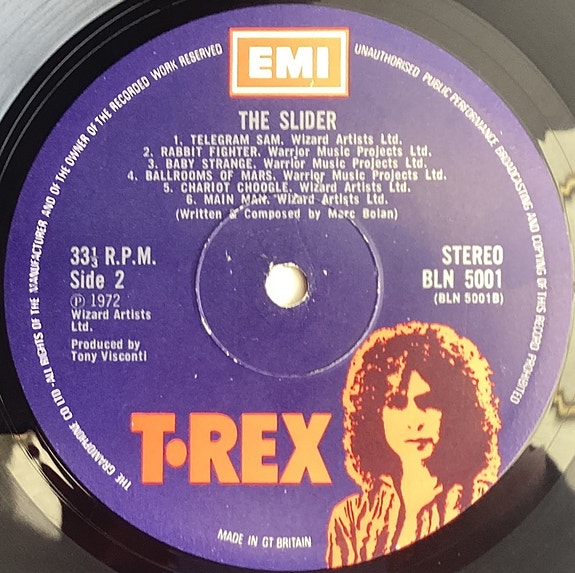 EMI
THE GRAMOPHONE CO LTD · ALL RIGHTS OF THE MANUFACTURER AND OF THE OWNER OF THE RECORDED WORK RESERVED
UNAUTHORISED PUBLIC PERFORMANCE BROADCASTING AND COPYING OF THIS RECORD PROHIBITED
THE SLIDER
1. TELEGRAM SAM. Wizard Artists Ltd.
2. RABBIT FIGHTER. Warrior Music Projects Ltd.
3. BABY STRANGE. Warrior Music Projects Ltd.
4. BALLROOMS OF MARS. Warrior Music Projects Ltd.
5. CHARIOT CHOOGLE. Wizard Artists Ltd.
6. MAIN MAN. Wizard Artists Ltd.
(Written & Composed by Marc Bolan)
33⅓ R.P.M.
Side 2
℗ 1972
Wizard Artists
Ltd.
Produced by
Tony Visconti
STEREO
BLN 5001
(BLN 5001B)
T·REX
MADE IN GT BRITAIN